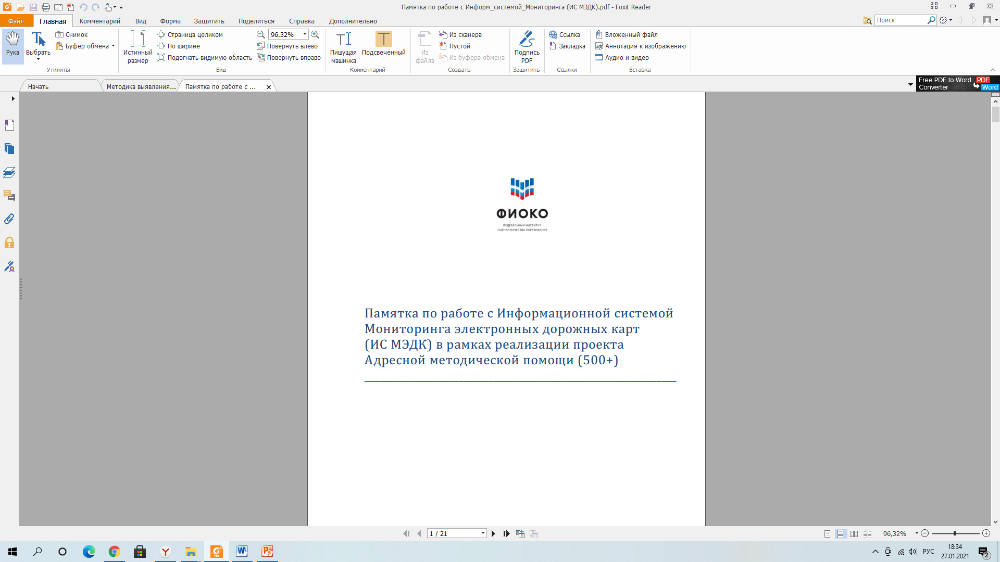 Памятка по работе с Информ_системой_Мониторинга (ИС МЭДК).pdf - Foxit Reader
Файл Главная Комментарий Вид Форма Защитить Поделиться Справка Дополнительно Поиск
Рука
Выбрать
Снимок
Буфер обмена
Утилиты
Истинный
размер
Страница целиком
По ширине
Подогнать видимую область
96,32%
Повернуть влево
Повернуть вправо
Вид
Пишущая
машинка
Подсвеченный
Комментарий
Из
файла
Из сканера
Пустой
Из буфера обмена
Создать
Подпись
PDF
Защитить
Ссылка
Закладка
Ссылки
Вложенный файл
Аннотация к изображению
Аудио и видео
Вставка
Начать Методика выявления... Памятка по работе с ...
Free PDF to Word
Converter
PDF
Word
ФИОКО
ФЕДЕРАЛЬНЫЙ ИНСТИТУТ
ОЦЕНКИ КАЧЕСТВА ОБРАЗОВАНИЯ
Памятка по работе с Информационной системой
Мониторинга электронных дорожных карт
(ИС МЭДК) в рамках реализации проекта
Адресной методической помощи (500+)
1 / 21
96,32%
РУС
18:34
27.01.2021
2